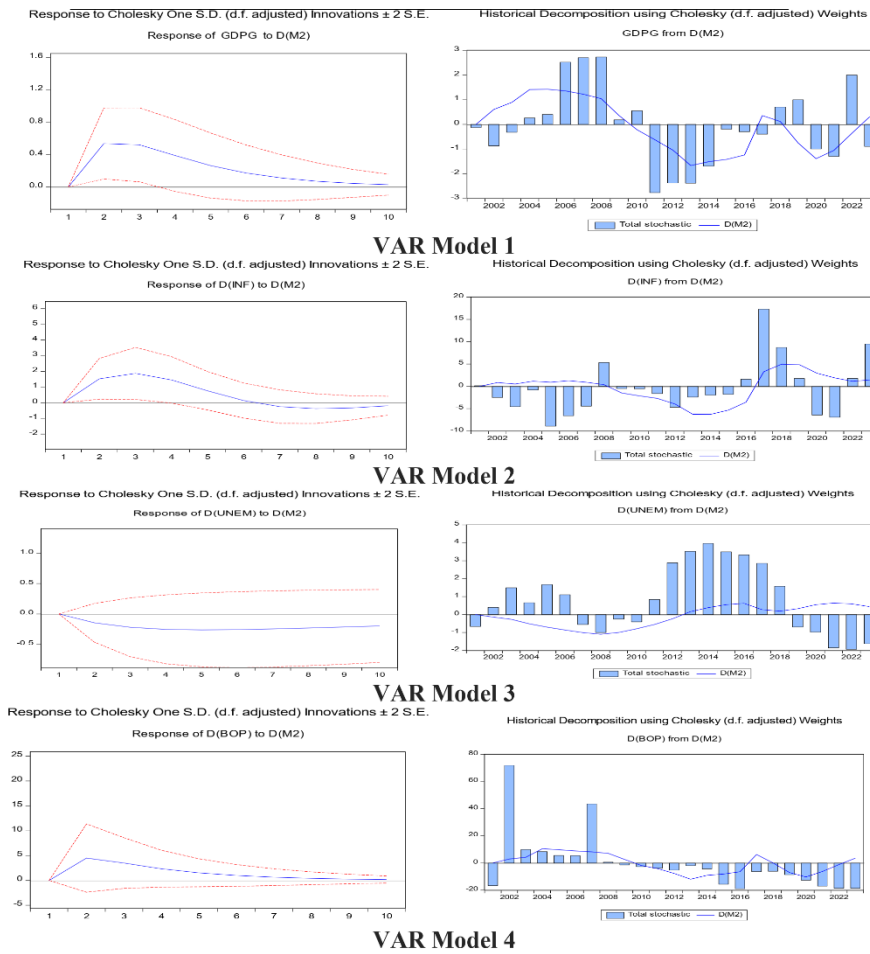 Response to Cholesky One S.D. (d.f. adjusted) Innovations ± 2 S.E.
Response of GDPG to D(M2)
1.6
1.2
0.8
0.4
0.0
1 2 3 4 5 6 7 8 9 10
Historical Decomposition using Cholesky (d.f. adjusted) Weights
GDPG from D(M2)
3
2
1
0
-1
-2
-3
2002 2004 2006 2008 2010 2012 2014 2016 2018 2020 2022
Total stochastic D(M2)
VAR Model 1
Response to Cholesky One S.D. (d.f. adjusted) Innovations ± 2 S.E.
Response of D(INF) to D(M2)
6
5
4
3
2
1
0
-1
-2
1 2 3 4 5 6 7 8 9 10
Historical Decomposition using Cholesky (d.f. adjusted) Weights
D(INF) from D(M2)
20
15
10
5
0
-5
-10
2002 2004 2006 2008 2010 2012 2014 2016 2018 2020 2022
Total stochastic D(M2)
VAR Model 2
Response to Cholesky One S.D. (d.f. adjusted) Innovations ± 2 S.E.
Response of D(UNEM) to D(M2)
1.0
0.5
0.0
-0.5
1 2 3 4 5 6 7 8 9 10
Historical Decomposition using Cholesky (d.f. adjusted) Weights
D(UNEM) from D(M2)
5
4
3
2
1
0
-1
-2
2002 2004 2006 2008 2010 2012 2014 2016 2018 2020 2022
Total stochastic D(M2)
VAR Model 3
Response to Cholesky One S.D. (d.f. adjusted) Innovations ± 2 S.E.
Response of D(BOP) to D(M2)
25
20
15
10
5
0
-5
1 2 3 4 5 6 7 8 9 10
Historical Decomposition using Cholesky (d.f. adjusted) Weights
D(BOP) from D(M2)
80
60
40
20
0
-20
2002 2004 2006 2008 2010 2012 2014 2016 2018 2020 2022
Total stochastic D(M2)
VAR Model 4